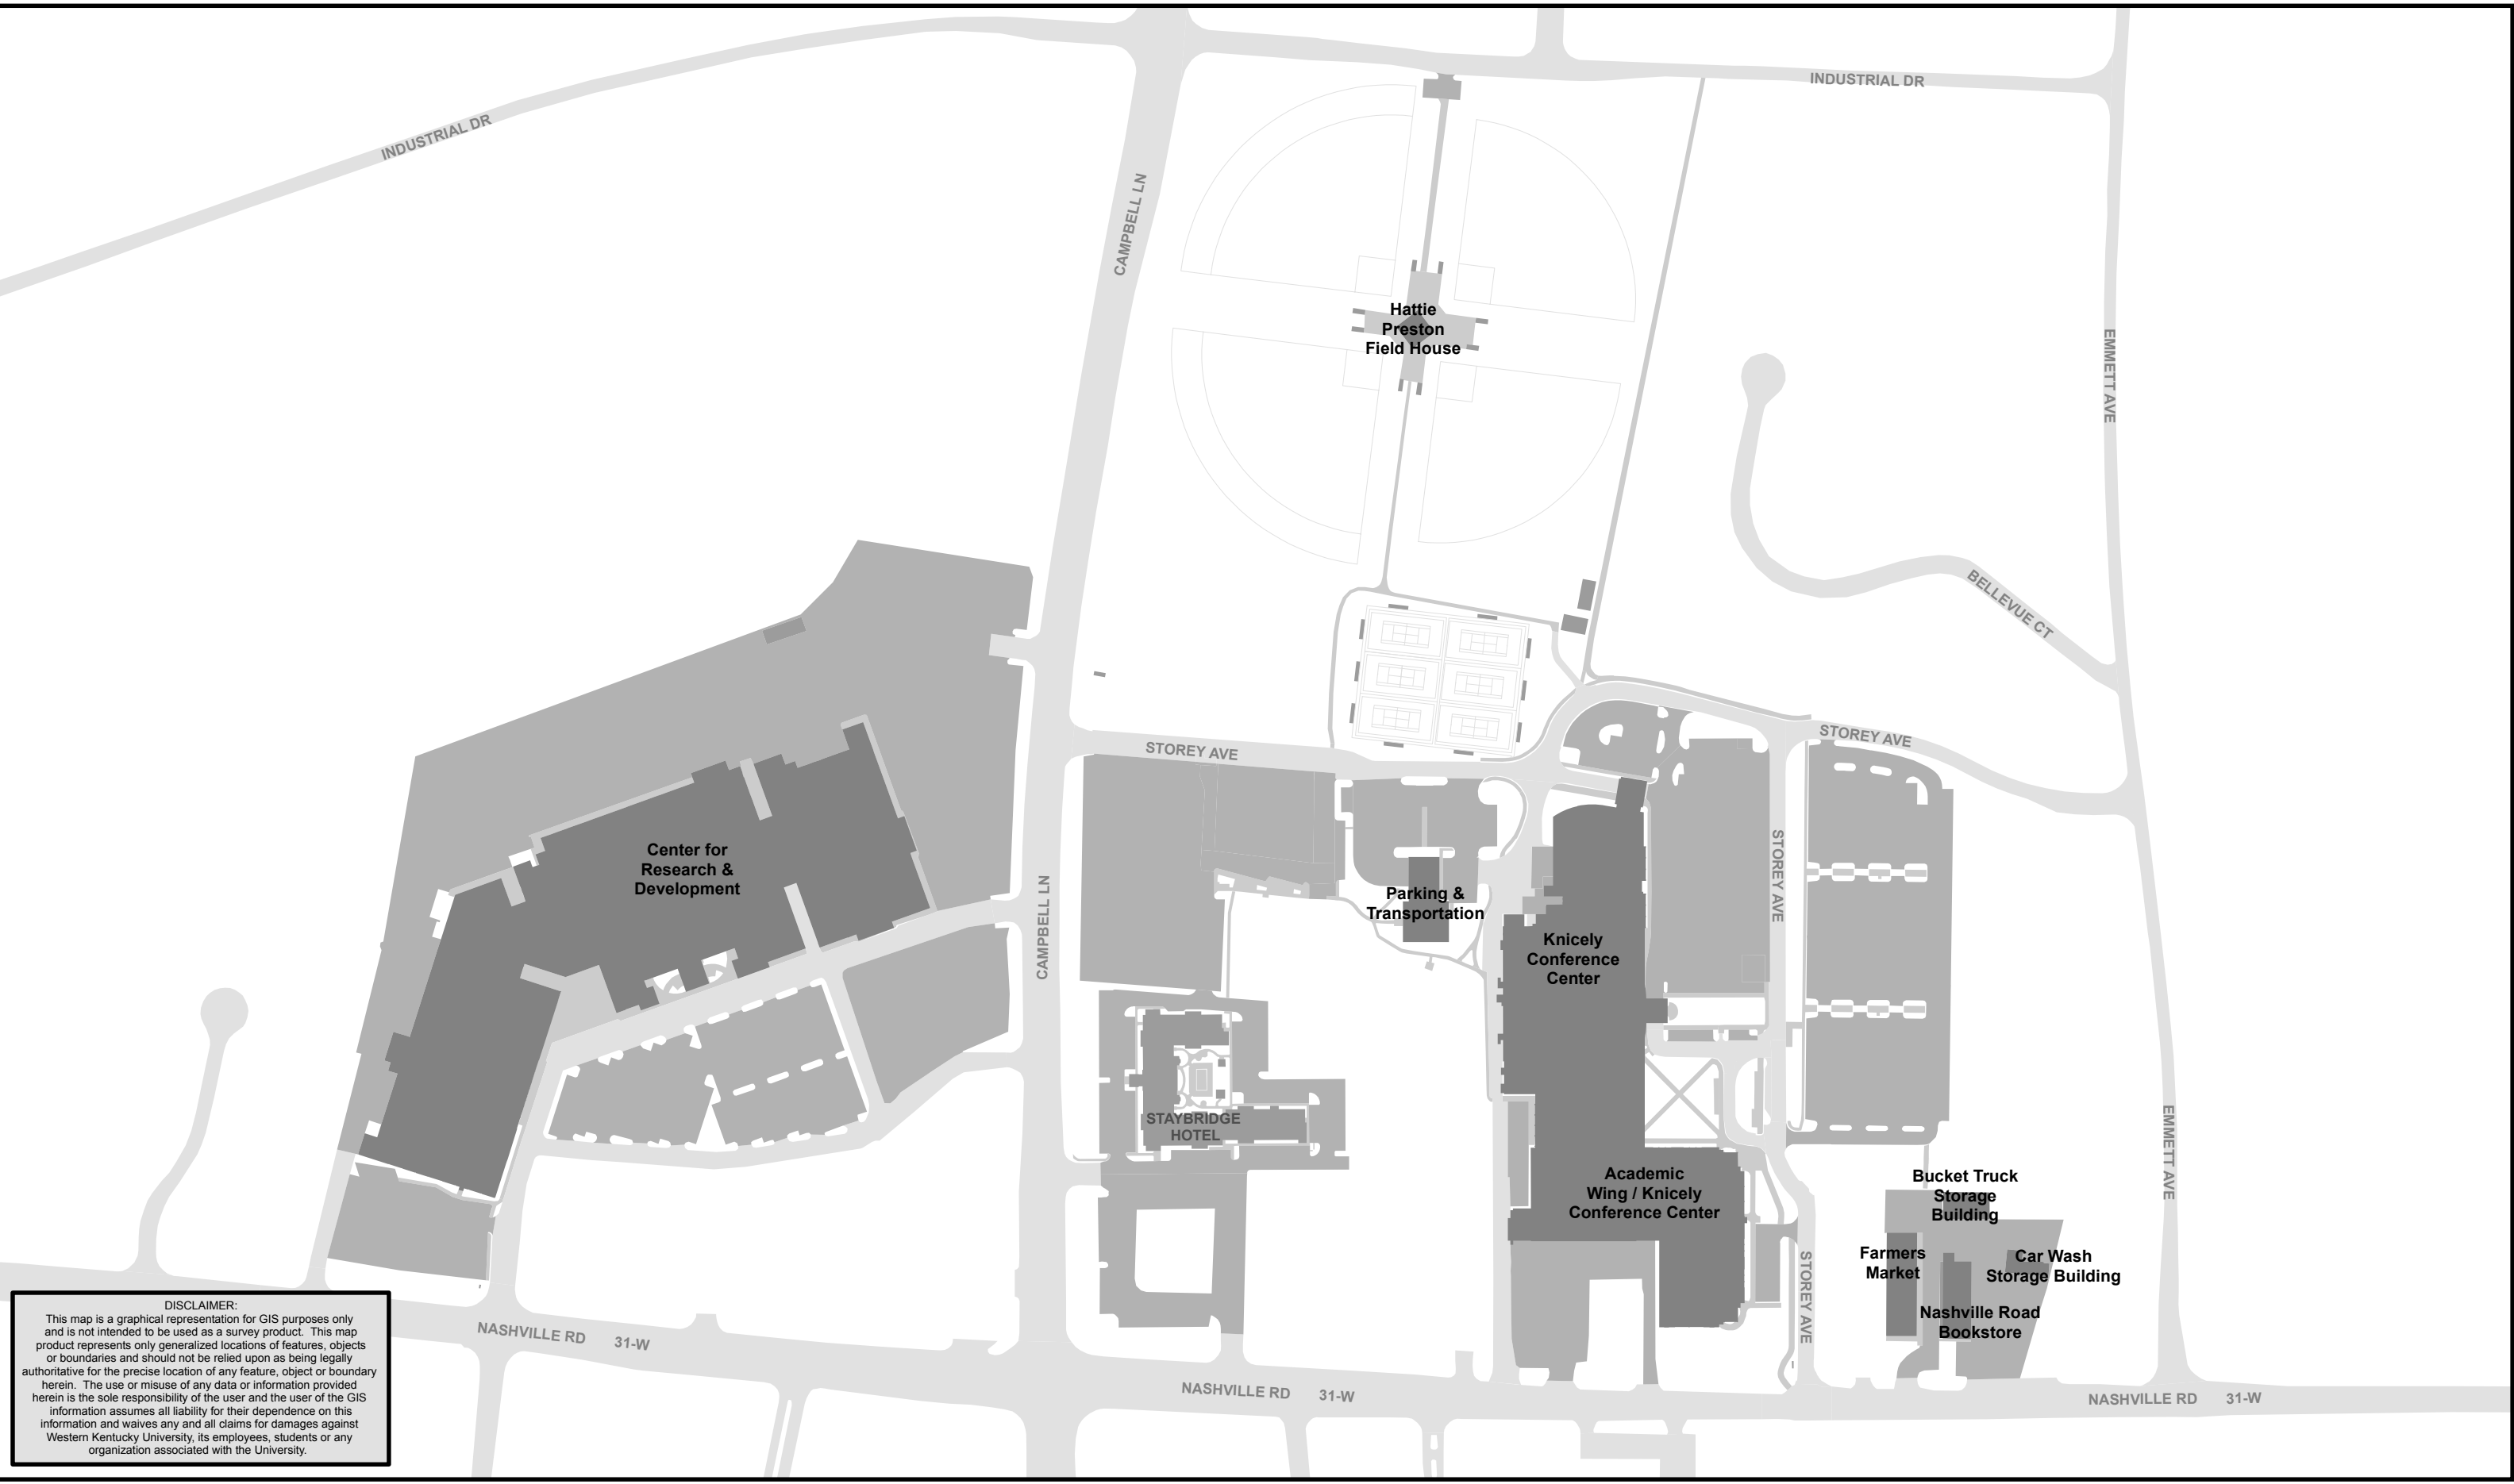 INDUSTRIAL DR
INDUSTRIAL DR
CAMPBELL LN
Hattie
Preston
Field House
EMMETT AVE
BELLEVUE CT
STOREY AVE
STOREY AVE
Center for
Research &
Development
STOREY AVE
Parking &
Transportation
CAMPBELL LN
Knicely
Conference
Center
STAYBRIDGE
HOTEL
EMMETT AVE
Academic
Wing / Knicely
Conference Center
Bucket Truck
Storage
Building
Farmers
Market
Car Wash
Storage Building
STOREY AVE
Nashville Road
Bookstore
DISCLAIMER:
This map is a graphical representation for GIS purposes only
and is not intended to be used as a survey product. This map
product represents only generalized locations of features, objects
or boundaries and should not be relied upon as being legally
authoritative for the precise location of any feature, object or boundary
herein. The use or misuse of any data or information provided
herein is the sole responsibility of the user and the user of the GIS
information assumes all liability for their dependence on this
information and waives any and all claims for damages against
Western Kentucky University, its employees, students or any
organization associated with the University.
NASHVILLE RD 31-W
NASHVILLE RD 31-W
NASHVILLE RD 31-W